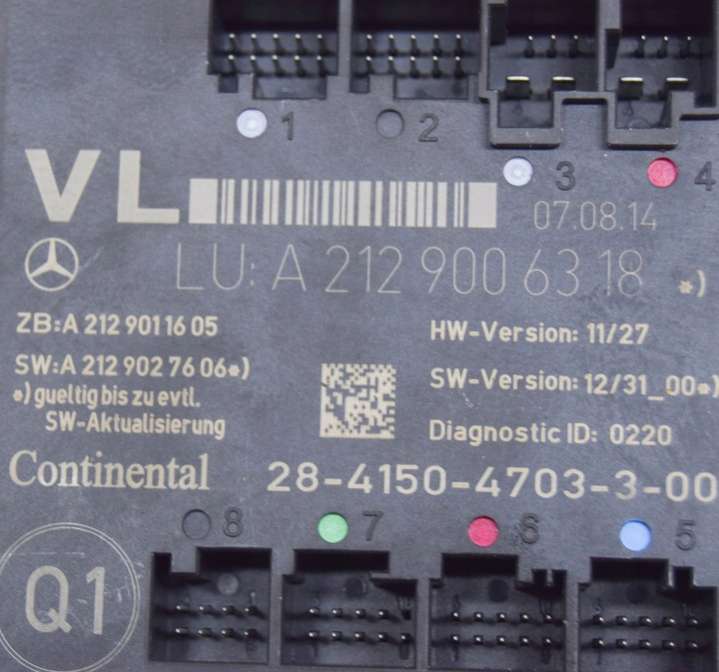 1 2
3 4
VL
07.08.14
LU: A 212 900 63 18 *)
ZB:A 212 901 16 05
HW-Version: 11/27
SW:A 212 902 76 06*)
SW-Version: 12/31_00*)
*) gueltig bis zu evtl.
SW-Aktualisierung
Diagnostic ID: 0220
Continental 28-4150-4703-3-00
8 7 6 5
Q1